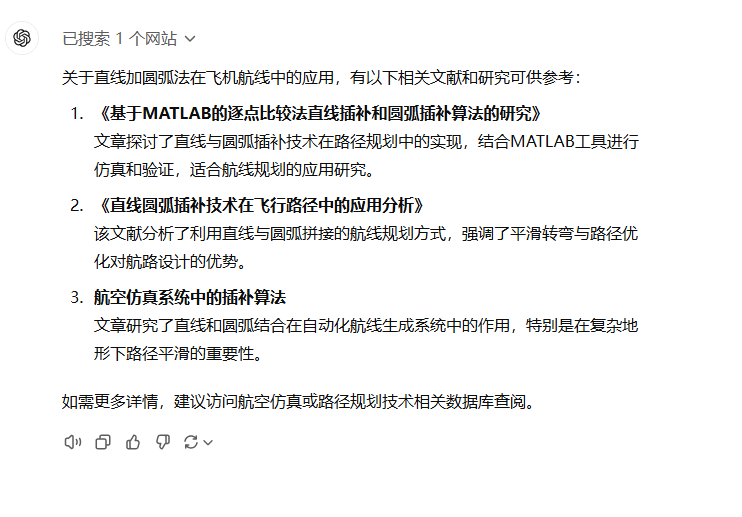 已搜索 1 个网站
关于直线加圆弧法在飞机航线中的应用，有以下相关文献和研究可供参考：
1. 《基于MATLAB的逐点比较法直线插补和圆弧插补算法的研究》
文章探讨了直线与圆弧插补技术在路径规划中的实现，结合MATLAB工具进行
仿真和验证，适合航线规划的应用研究。
2. 《直线圆弧插补技术在飞行路径中的应用分析》
该文献分析了利用直线与圆弧拼接的航线规划方式，强调了平滑转弯与路径优
化对航路设计的优势。
3. 航空仿真系统中的插补算法
文章研究了直线和圆弧结合在自动化航线生成系统中的作用，特别是在复杂地
形下路径平滑的重要性。
如需更多详情，建议访问航空仿真或路径规划技术相关数据库查阅。